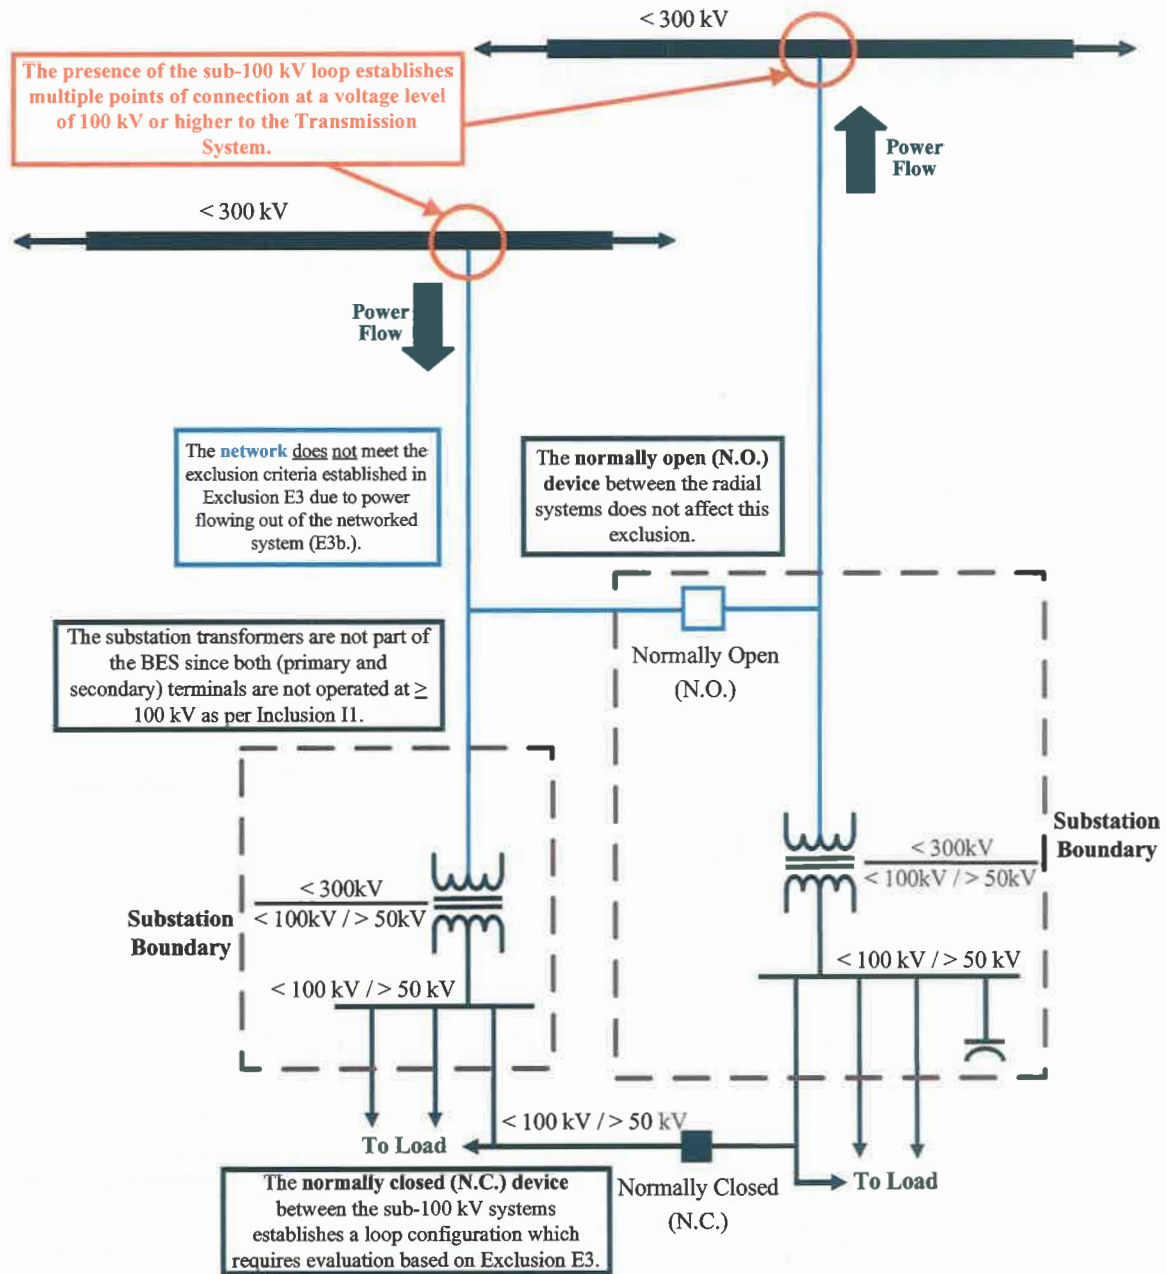 < 300 kV
The presence of the sub-100 kV loop establishes
multiple points of connection at a voltage level
of 100 kV or higher to the Transmission
System.
Power
Flow
< 300 kV
Power
Flow
The network does not meet the
exclusion criteria established in
Exclusion E3 due to power
flowing out of the networked
system (E3b.).
The normally open (N.O.)
device between the radial
systems does not affect this
exclusion.
The substation transformers are not part of
the BES since both (primary and
secondary) terminals are not operated at ≥
100 kV as per Inclusion I1.
Normally Open
(N.O.)
Substation
Boundary
< 300kV
< 100kV / > 50kV
< 300kV
< 100kV / > 50kV
Substation
Boundary
< 100 kV / > 50 kV
< 100 kV / > 50 kV
< 100 kV / > 50 kV
To Load
To Load
Normally Closed
(N.C.)
The normally closed (N.C.) device
between the sub-100 kV systems
establishes a loop configuration which
requires evaluation based on Exclusion E3.